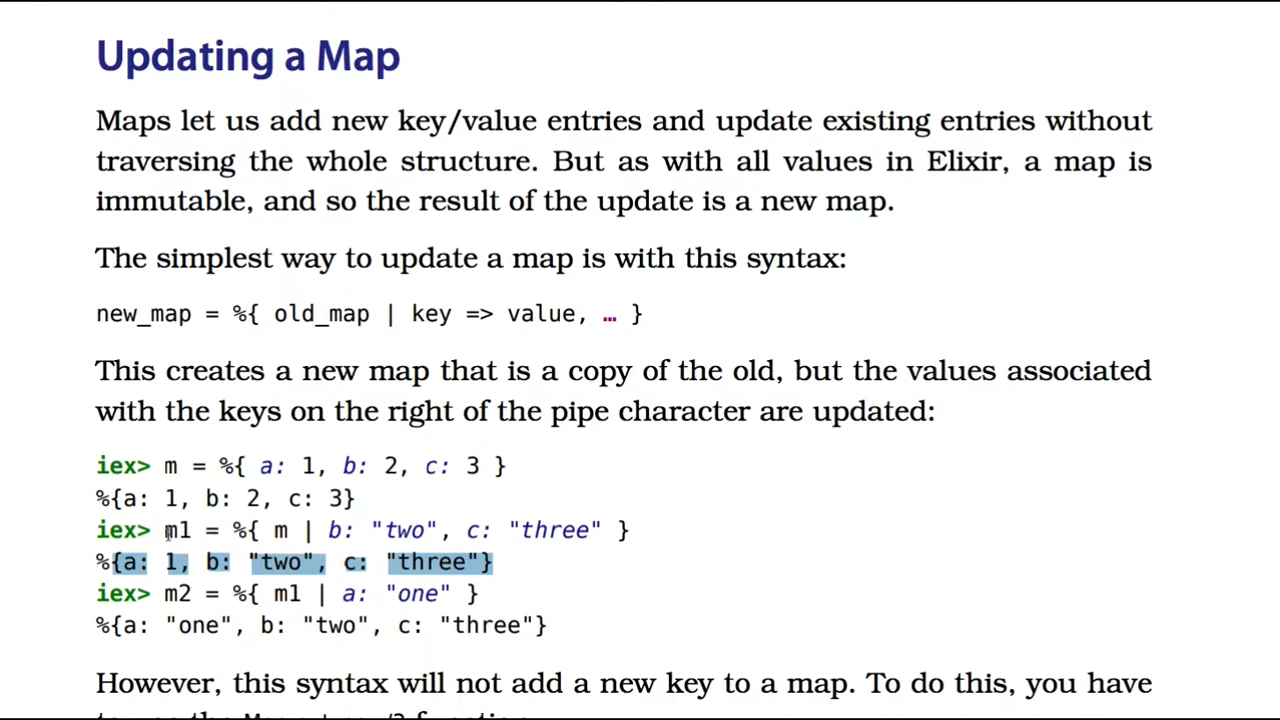 Updating a Map
Maps let us add new key/value entries and update existing entries without
traversing the whole structure. But as with all values in Elixir, a map is
immutable, and so the result of the update is a new map.
The simplest way to update a map is with this syntax:
new_map = %{ old_map | key => value, … }
This creates a new map that is a copy of the old, but the values associated
with the keys on the right of the pipe character are updated:
iex> m = %{ a: 1, b: 2, c: 3 }
%{a: 1, b: 2, c: 3}
iex> m1 = %{ m | b: "two", c: "three" }
%{a: 1, b: "two", c: "three"}
iex> m2 = %{ m1 | a: "one" }
%{a: "one", b: "two", c: "three"}
However, this syntax will not add a new key to a map. To do this, you have